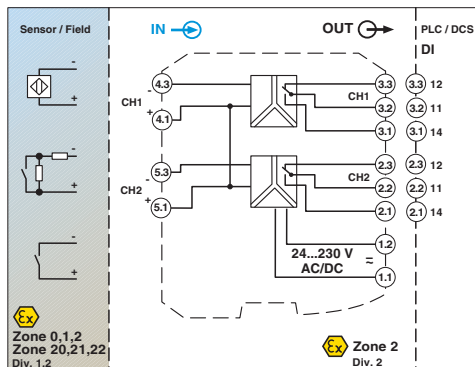 Sensor / Field
IN
OUT
PLC / DCS
DI
-
+
-
+
-
+
4.3
-
CH1
+
4.1
5.3
-
CH2
+
5.1
3.3
CH1
3.2
3.1
2.3
CH2
2.2
2.1
1.2
24...230 V
AC/DC
≈
1.1
3.3 12
3.2 11
3.1 14
2.3 12
2.2 11
2.1 14
Ex
Zone 0,1,2
Zone 20,21,22
Div. 1,2
Ex
Zone 2
Div. 2